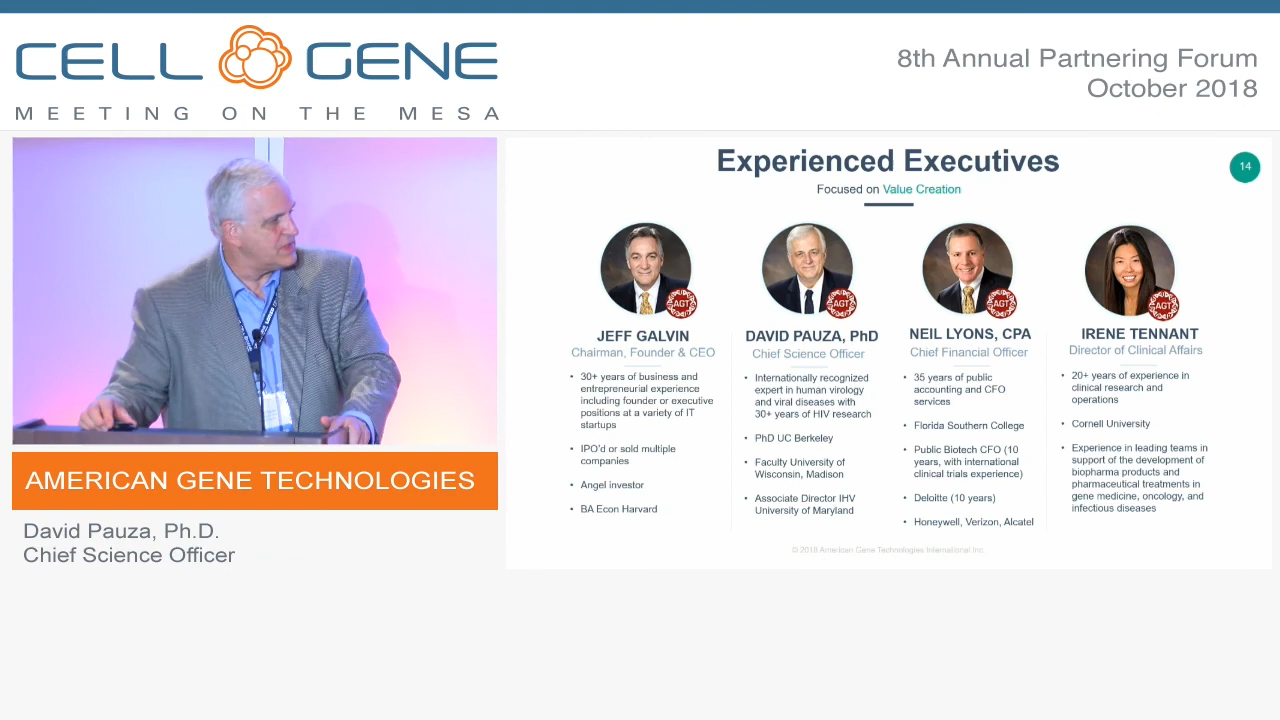 CELL GENE
MEETING ON THE MESA
8th Annual Partnering Forum
October 2018
AMERICAN GENE TECHNOLOGIES
David Pauza, Ph.D.
Chief Science Officer
Experienced Executives
14
Focused on Value Creation
AGT
JEFF GALVIN
Chairman, Founder & CEO
• 30+ years of business and
entrepreneurial experience
including founder or executive
positions at a variety of IT
startups
• IPO'd or sold multiple
companies
• Angel investor
• BA Econ Harvard
AGT
DAVID PAUZA, PhD
Chief Science Officer
• Internationally recognized
expert in human virology
and viral diseases with
30+ years of HIV research
• PhD UC Berkeley
• Faculty University of
Wisconsin, Madison
• Associate Director IHV
University of Maryland
AGT
NEIL LYONS, CPA
Chief Financial Officer
• 35 years of public
accounting and CFO
services
• Florida Southern College
• Public Biotech CFO (10
years, with international
clinical trials experience)
• Deloitte (10 years)
• Honeywell, Verizon, Alcatel
AGT
IRENE TENNANT
Director of Clinical Affairs
• 20+ years of experience in
clinical research and
operations
• Cornell University
• Experience in leading teams in
support of the development of
biopharma products and
pharmaceutical treatments in
gene medicine, oncology, and
infectious diseases
© 2018 American Gene Technologies International Inc.